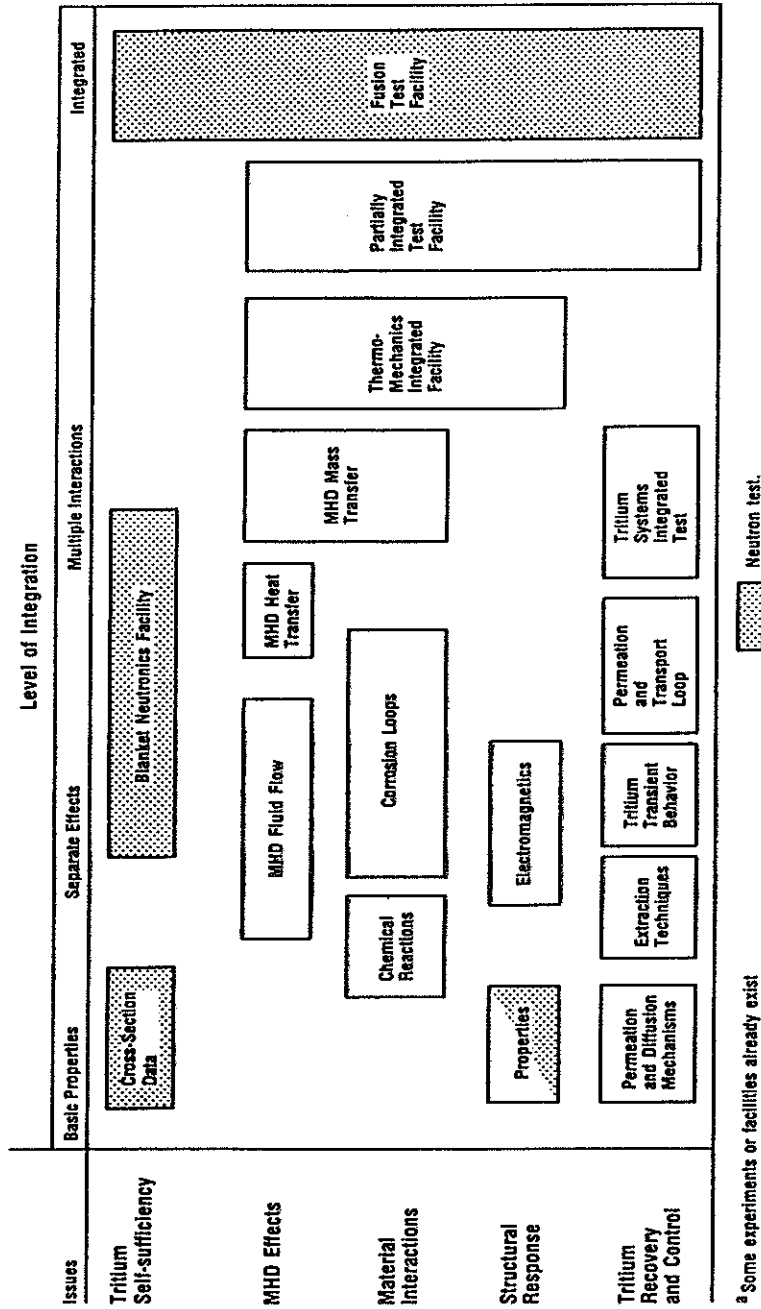 Level of Integration
Issues
Basic Properties
Separate Effects
Multiple Interactions
Integrated
Tritium
Self-sufficiency
Cross-Section
Data
Blanket Neutronics Facility
Fusion
Test
Facility
MHD Effects
MHD Fluid Flow
MHD Heat
Transfer
MHD Mass
Transfer
Thermo-
Mechanics
Integrated
Facility
Partially
Integrated
Test
Facility
Material
Interactions
Chemical
Reactions
Corrosion Loops
Structural
Response
Properties
Electromagnetics
Tritium
Recovery
and Control
Permeation
and Diffusion
Mechanisms
Extraction
Techniques
Tritium
Transient
Behavior
Permeation
and
Transport
Loop
Tritium
Systems
Integrated
Test
a Some experiments or facilities already exist
Neutron test.